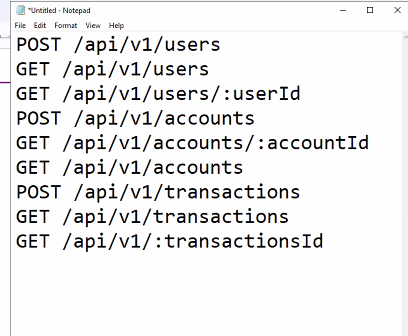 *Untitled - Notepad
File Edit Format View Help
POST /api/v1/users
GET /api/v1/users
GET /api/v1/users/:userId
POST /api/v1/accounts
GET /api/v1/accounts/:accountId
GET /api/v1/accounts
POST /api/v1/transactions
GET /api/v1/transactions
GET /api/v1/:transactionsId